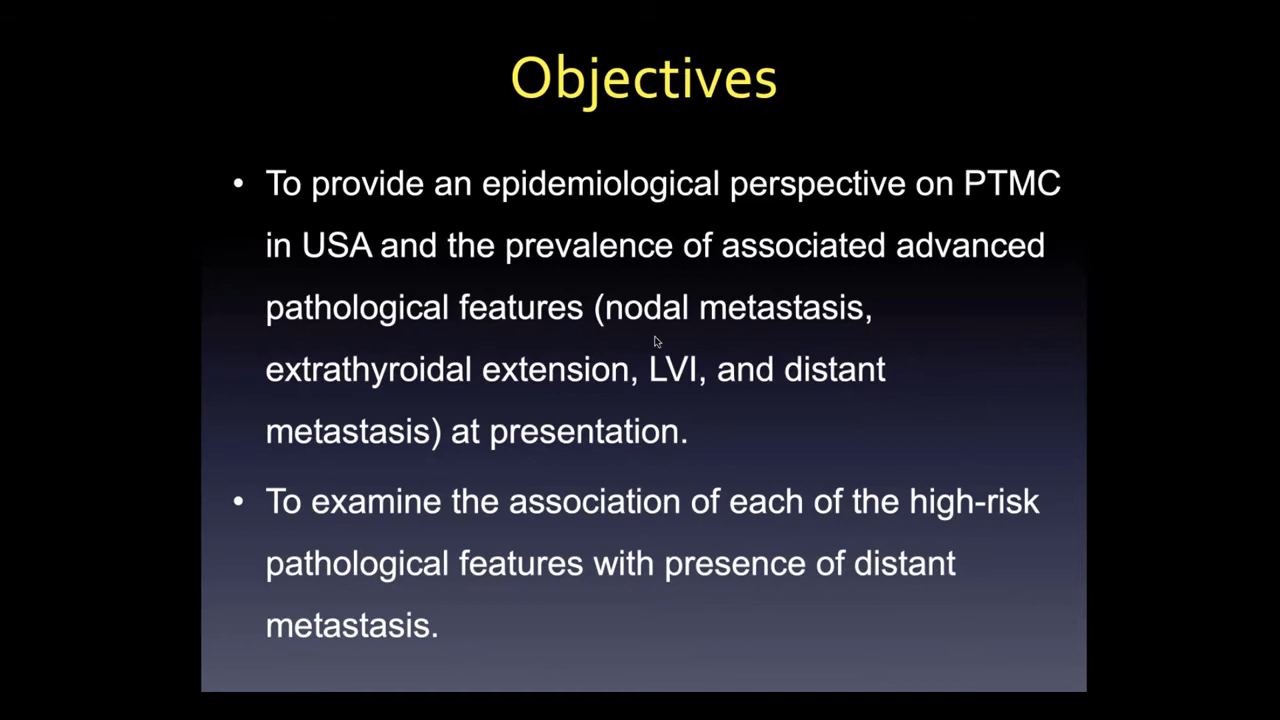 Objectives
• To provide an epidemiological perspective on PTMC
in USA and the prevalence of associated advanced
pathological features (nodal metastasis,
extrathyroidal extension, LVI, and distant
metastasis) at presentation.
• To examine the association of each of the high-risk
pathological features with presence of distant
metastasis.